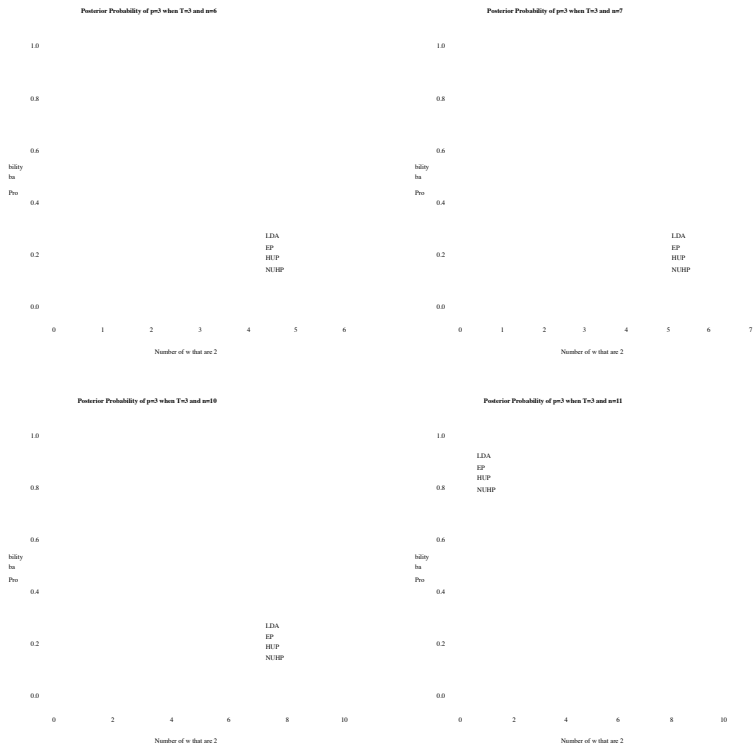 Posterior Probability of p=3 when T=3 and n=6
1.0
0.8
0.6
bility
ba
Pro
0.4
LDA
EP
0.2
HUP
NUHP
0.0
0 1 2 3 4 5 6
Number of w that are 2
Posterior Probability of p=3 when T=3 and n=7
1.0
0.8
0.6
bility
ba
Pro
0.4
LDA
EP
0.2
HUP
NUHP
0.0
0 1 2 3 4 5 6 7
Number of w that are 2
Posterior Probability of p=3 when T=3 and n=10
1.0
0.8
0.6
bility
ba
Pro
0.4
LDA
EP
0.2
HUP
NUHP
0.0
0 2 4 6 8 10
Number of w that are 2
Posterior Probability of p=3 when T=3 and n=11
1.0
LDA
EP
HUP
0.8
NUHP
0.6
bility
ba
Pro
0.4
0.2
0.0
0 2 4 6 8 10
Number of w that are 2